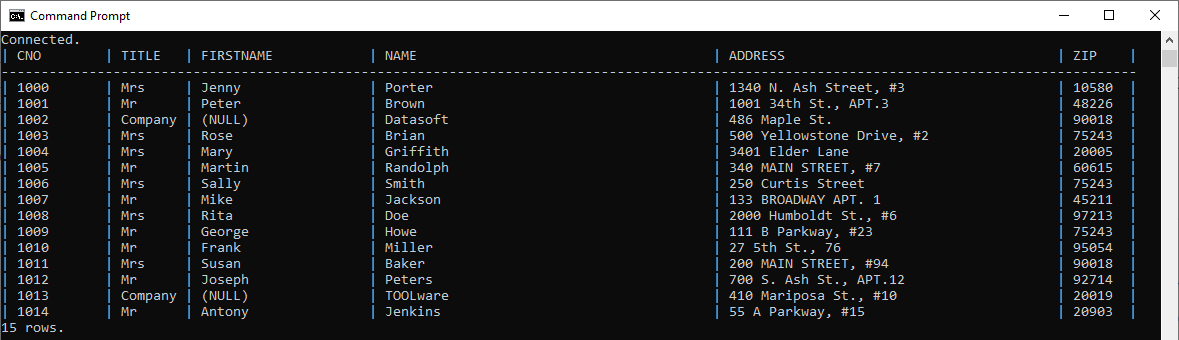 Command Prompt
Connected.
| CNO | TITLE | FIRSTNAME | NAME | ADDRESS | ZIP |
--------------------------------------------------------------------------------------------------------------------------------------------
| 1000 | Mrs | Jenny | Porter | 1340 N. Ash Street, #3 | 10580 |
| 1001 | Mr | Peter | Brown | 1001 34th St., APT.3 | 48226 |
| 1002 | Company | (NULL) | Datasoft | 486 Maple St. | 90018 |
| 1003 | Mrs | Rose | Brian | 500 Yellowstone Drive, #2 | 75243 |
| 1004 | Mrs | Mary | Griffith | 3401 Elder Lane | 20005 |
| 1005 | Mr | Martin | Randolph | 340 MAIN STREET, #7 | 60615 |
| 1006 | Mrs | Sally | Smith | 250 Curtis Street | 75243 |
| 1007 | Mr | Mike | Jackson | 133 BROADWAY APT. 1 | 45211 |
| 1008 | Mrs | Rita | Doe | 2000 Humboldt St., #6 | 97213 |
| 1009 | Mr | George | Howe | 111 B Parkway, #23 | 75243 |
| 1010 | Mr | Frank | Miller | 27 5th St., 76 | 95054 |
| 1011 | Mrs | Susan | Baker | 200 MAIN STREET, #94 | 90018 |
| 1012 | Mr | Joseph | Peters | 700 S. Ash St., APT.12 | 92714 |
| 1013 | Company | (NULL) | TOOLware | 410 Mariposa St., #10 | 20019 |
| 1014 | Mr | Antony | Jenkins | 55 A Parkway, #15 | 20903 |
15 rows.